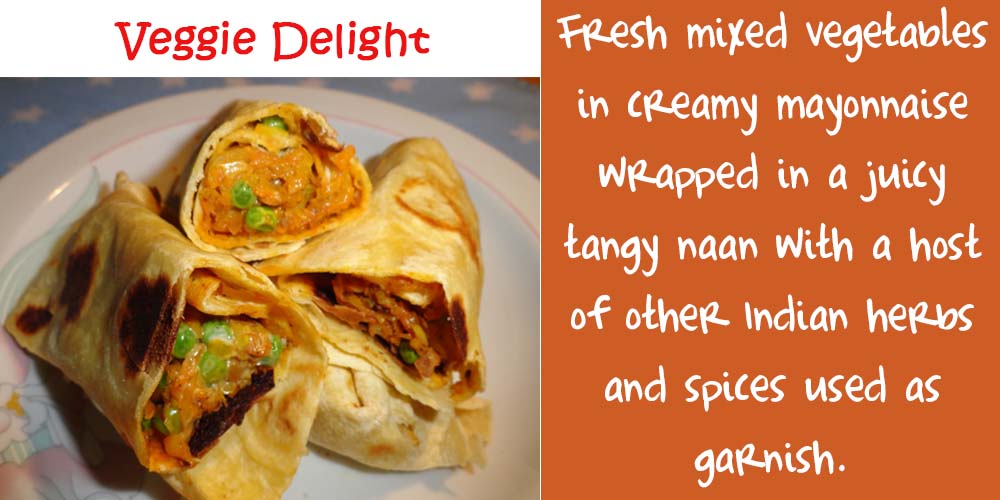 Veggie Delight
Fresh mixed vegetables
in creamy mayonnaise
wrapped in a juicy
tangy naan with a host
of other Indian herbs
and spices used as
garnish.